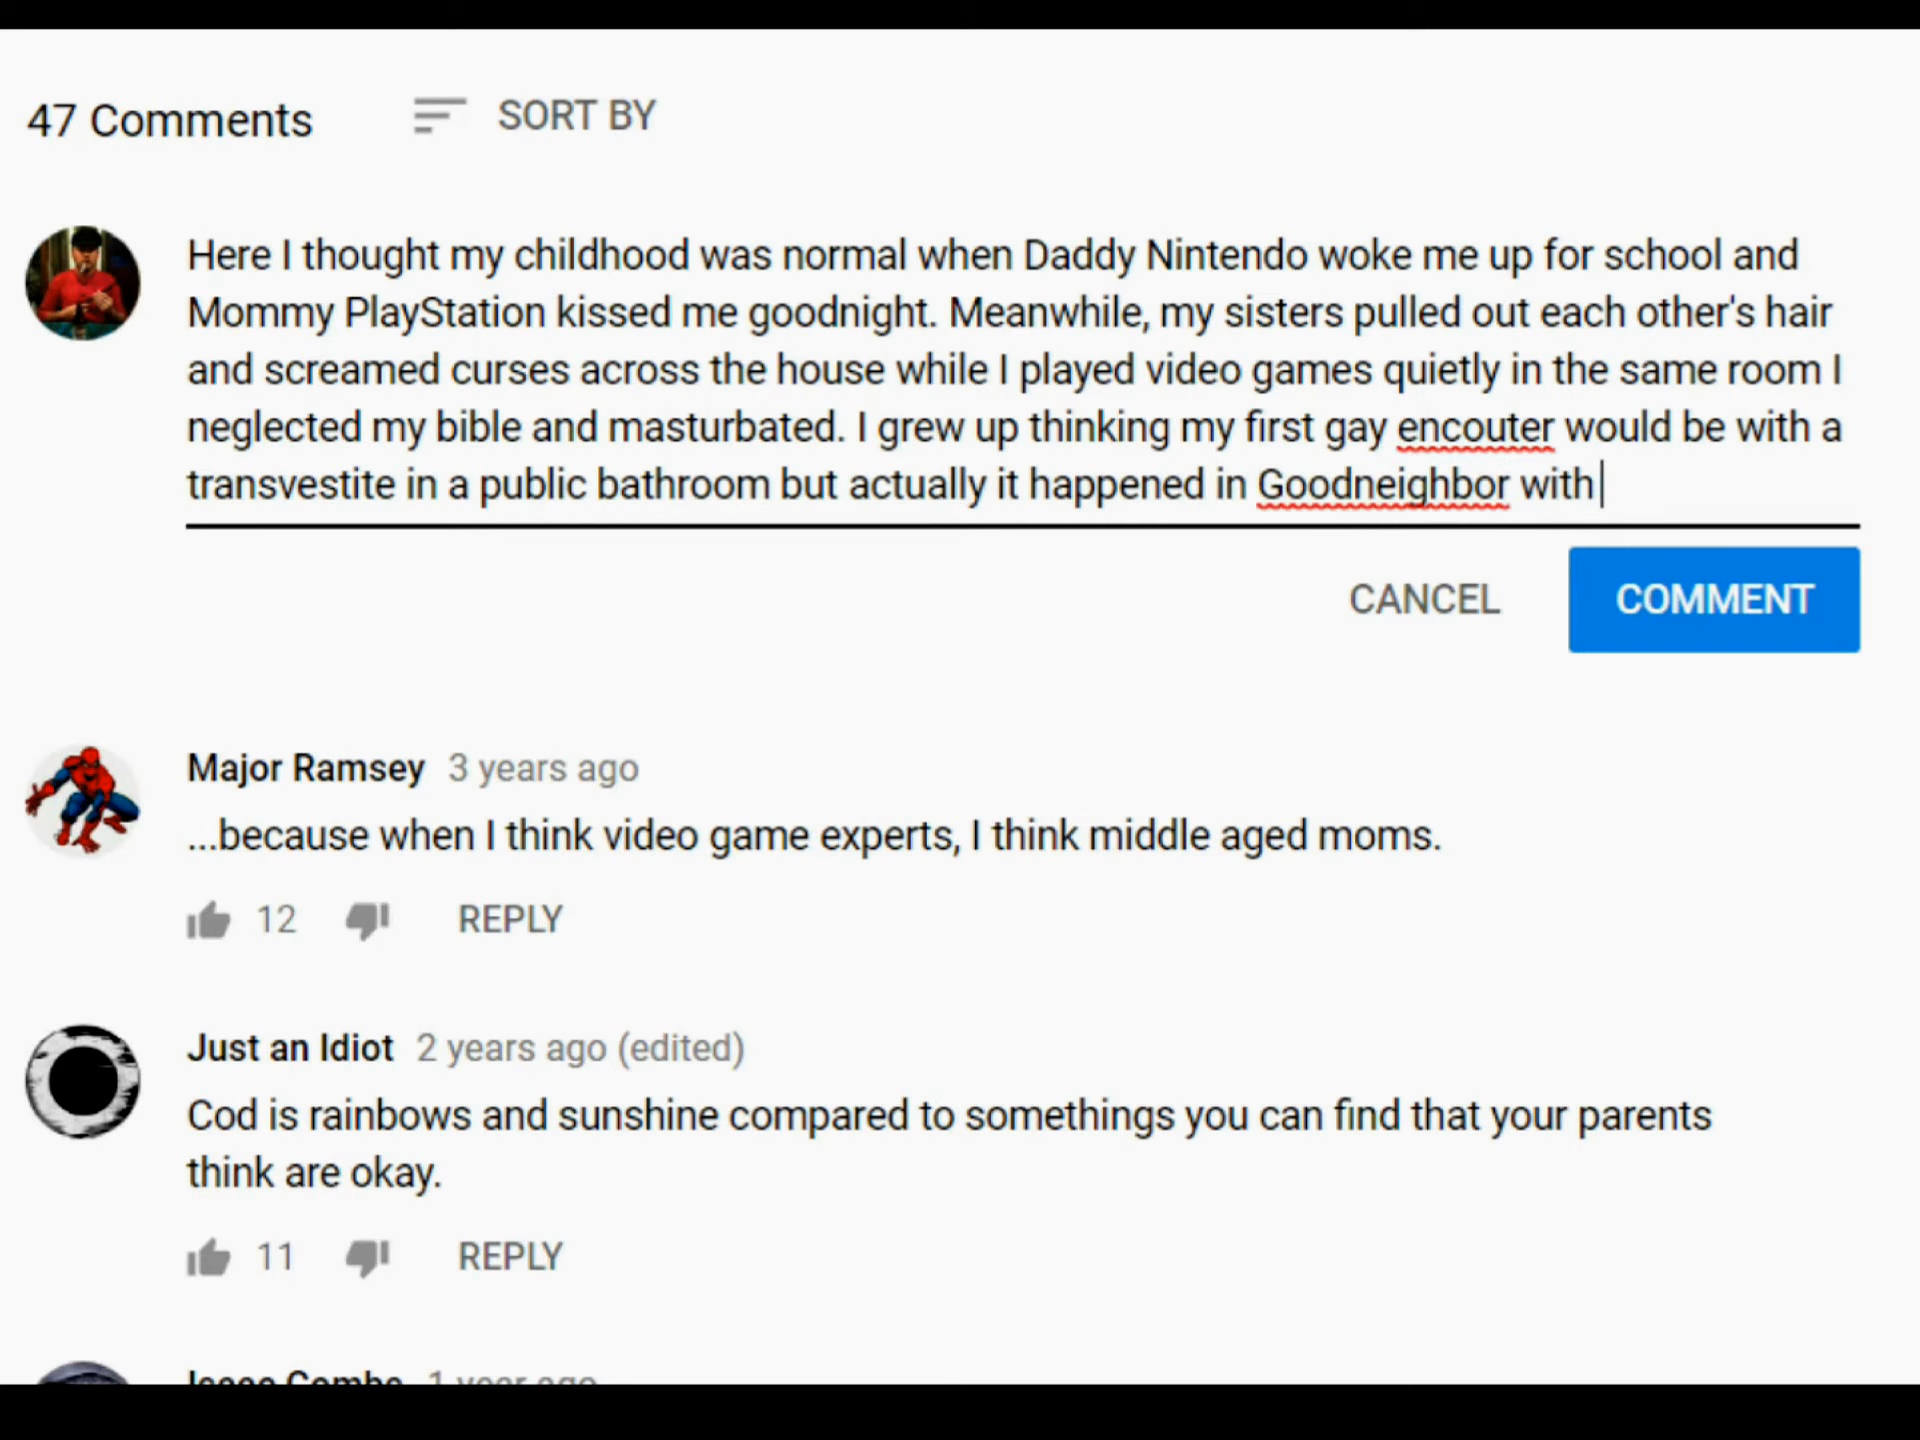 47 Comments
SORT BY
Here I thought my childhood was normal when Daddy Nintendo woke me up for school and
Mommy PlayStation kissed me goodnight. Meanwhile, my sisters pulled out each other's hair
and screamed curses across the house while I played video games quietly in the same room I
neglected my bible and masturbated. I grew up thinking my first gay encouter would be with a
transvestite in a public bathroom but actually it happened in Goodneighbor with
CANCEL
COMMENT
Major Ramsey 3 years ago
...because when I think video game experts, I think middle aged moms.
12
REPLY
Just an Idiot 2 years ago (edited)
Cod is rainbows and sunshine compared to somethings you can find that your parents
think are okay.
11
REPLY
1 year ago